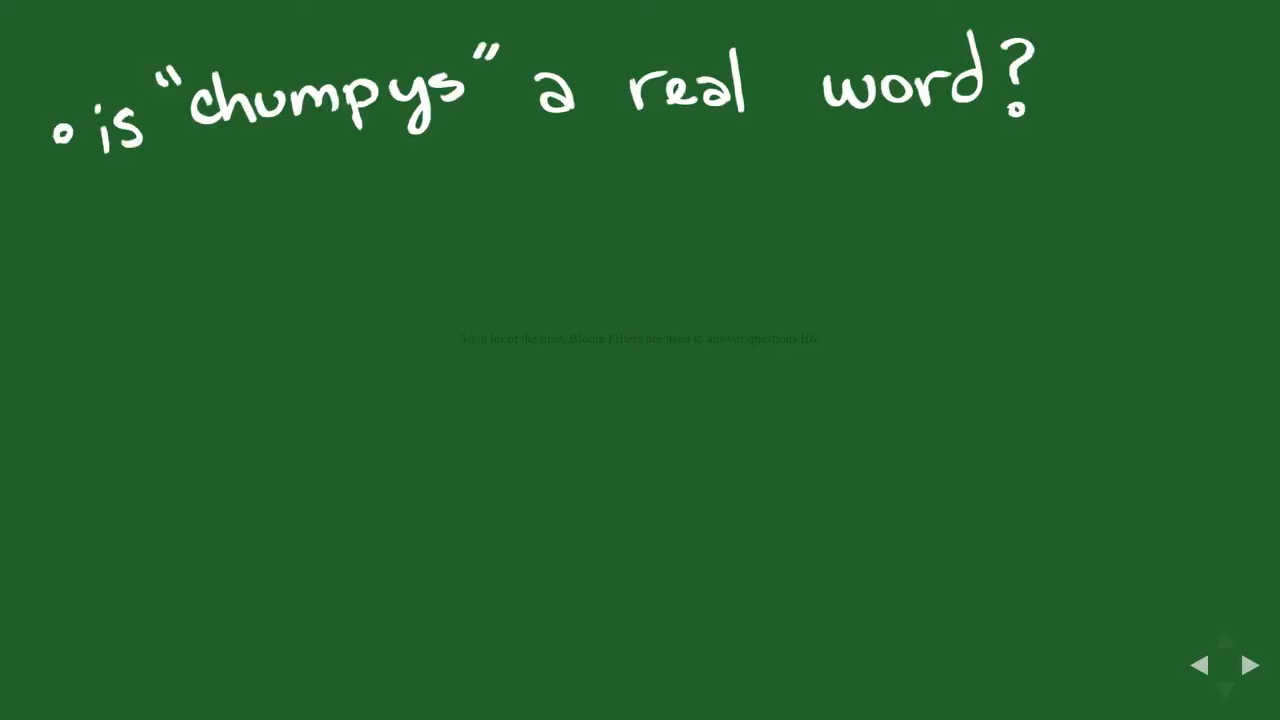 • is "chumpys" a real word?
So, a lot of the time, Bloom Filters are used to answer questions like